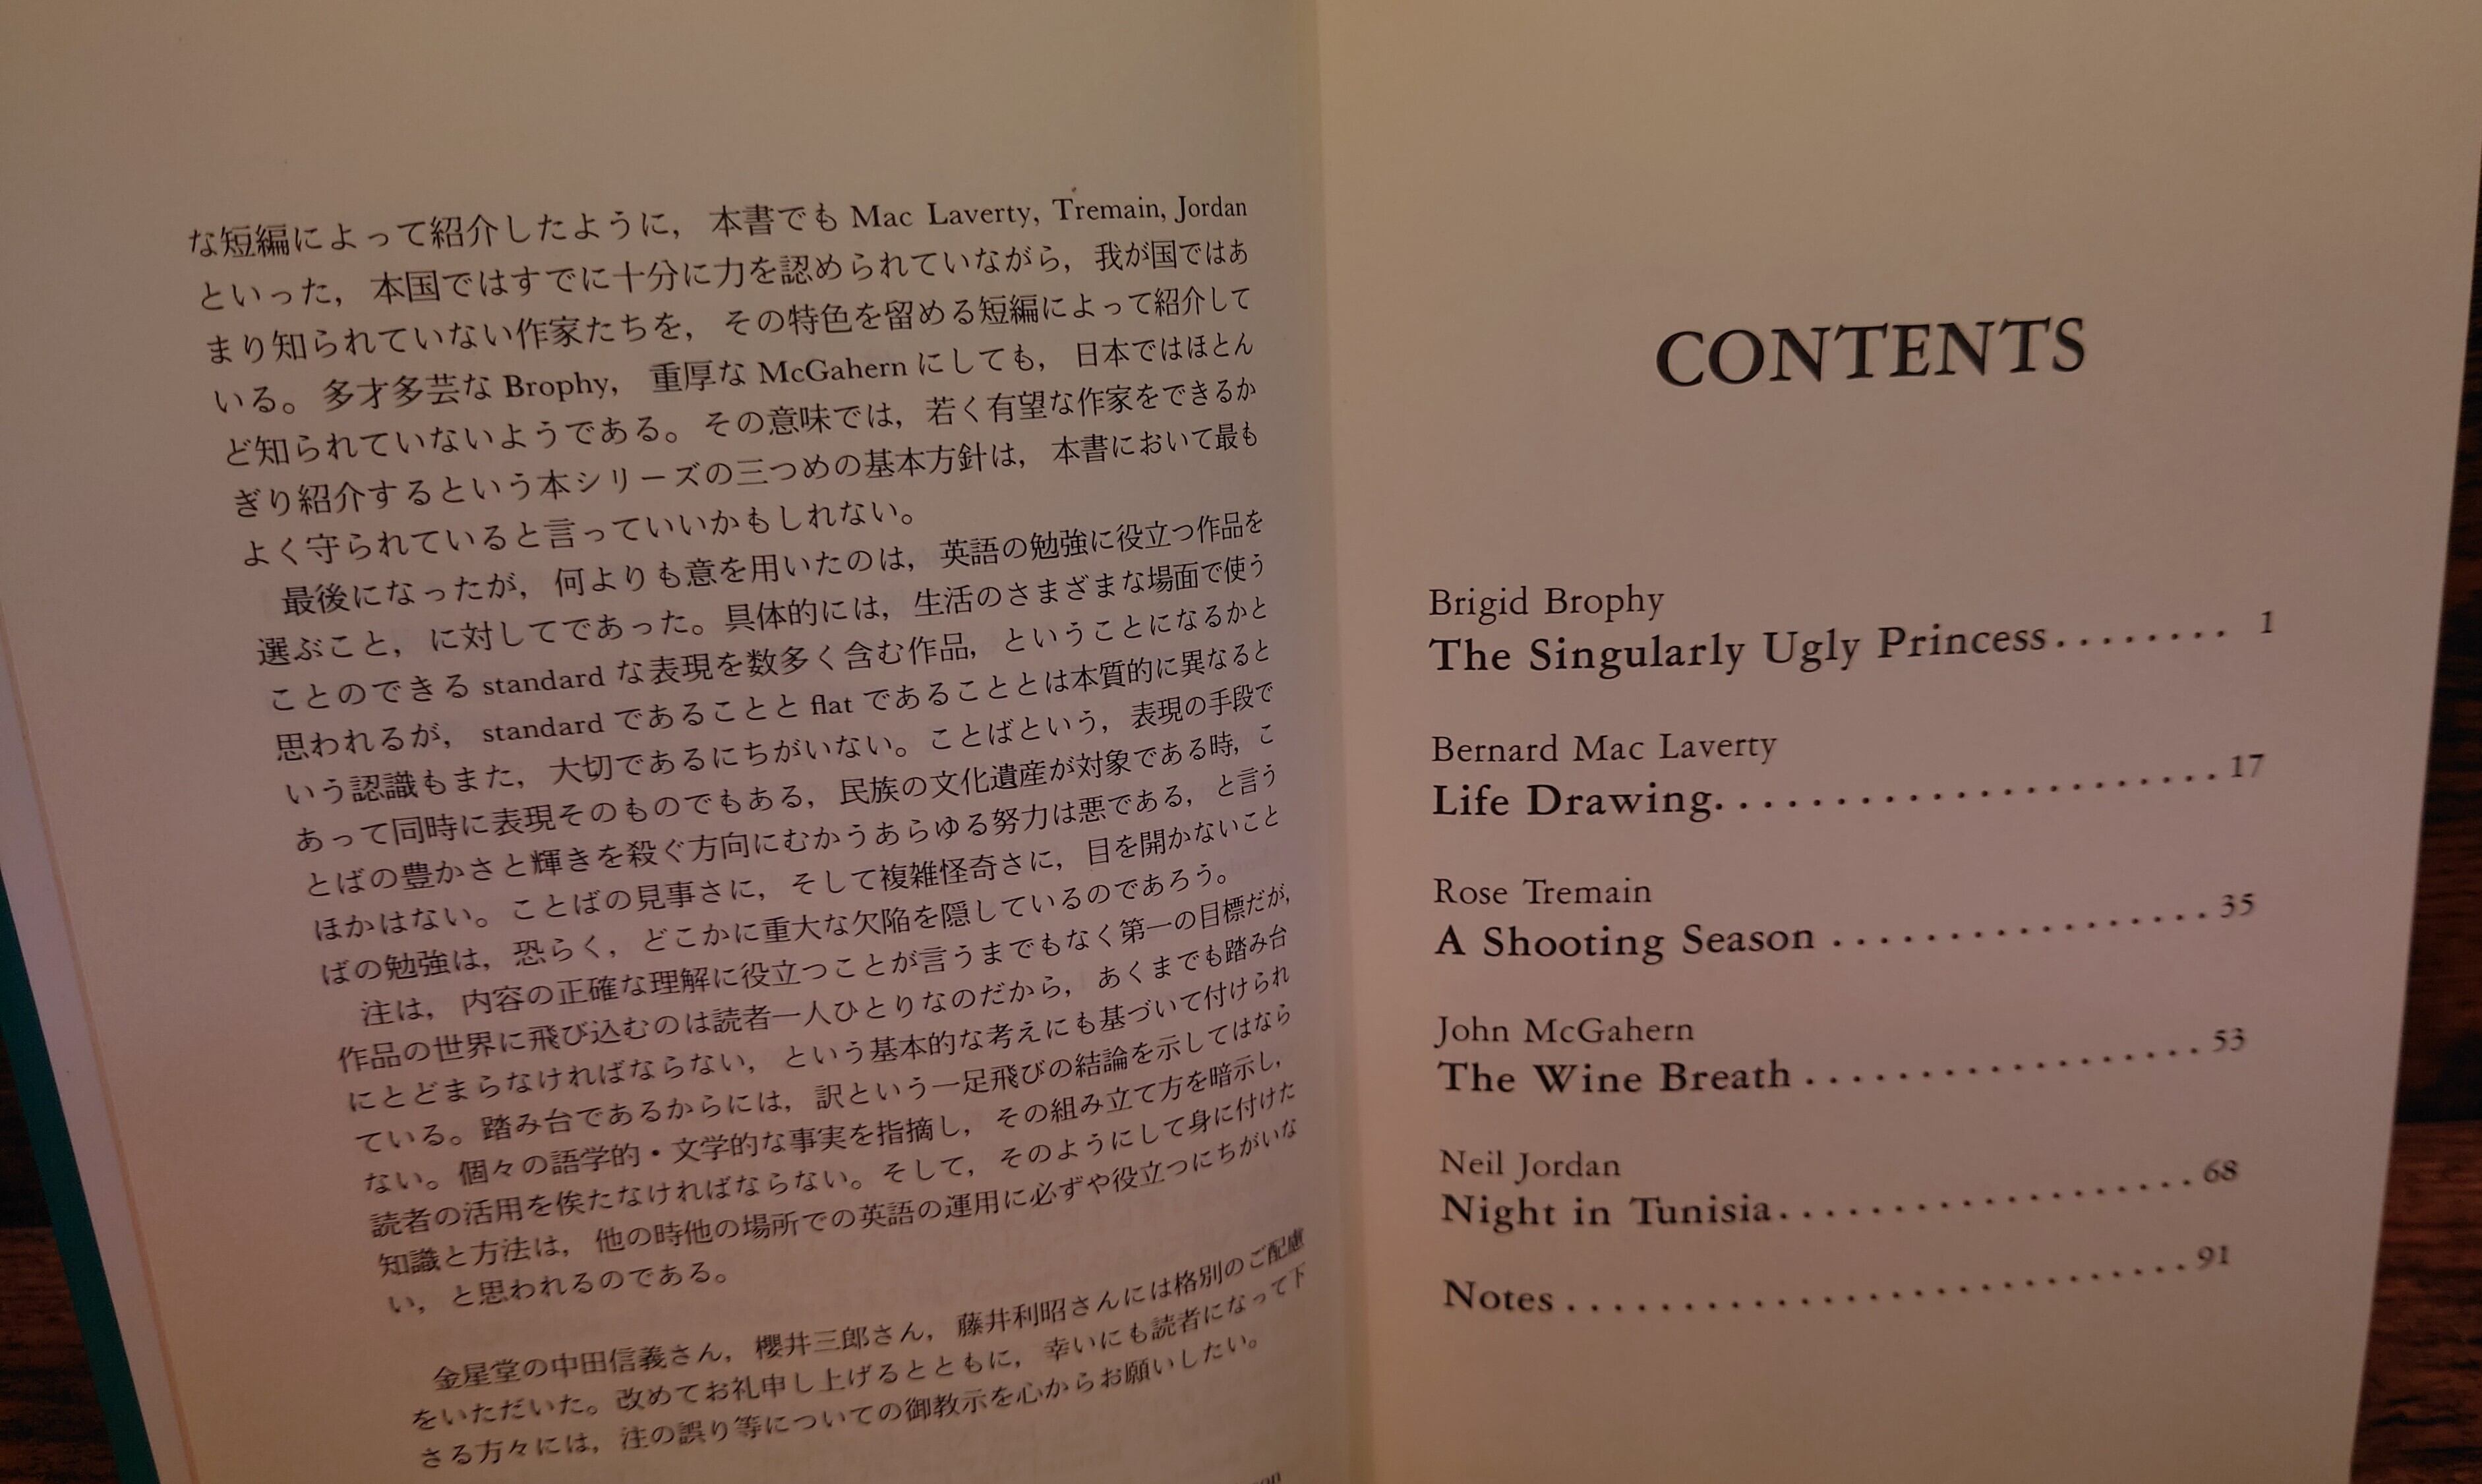 な短編によって紹介したように，本書でも Mac Laverty, Tremain, Jordan
といった，本国ではすでに十分に力を認められていながら，我が国ではあ
まり知られていない作家たちを，その特色を留める短編によって紹介して
いる。多才多芸な Brophy, 重厚な McGahern にしても，日本ではほとん
ど知られていないようである。その意味では，若く有望な作家をできるか
ぎり紹介するという本シリーズの三つめの基本方針は，本書において最も
よく守られていると言っていいかもしれない。
最後になったが，何よりも意を用いたのは，英語の勉強に役立つ作品を
選ぶこと，に対してであった。具体的には，生活のさまざまな場面で使う
ことのできる standard な表現を数多く含む作品，ということになるかと
思われるが，standard であることと flat であることとは本質的に異なると
いう認識もまた，大切であるにちがいない。ことばという，表現の手段で
あって同時に表現そのものでもある，民族の文化遺産が対象である時，こ
とばの豊かさと輝きを殺ぐ方向にむかうあらゆる努力は悪である，と言う
ほかはない。ことばの見事さに，そして複雑怪奇さに，目を開かないこと
ばの勉強は，恐らく，どこかに重大な欠陥を隠しているのであろう。
注は，内容の正確な理解に役立つことが言うまでもなく第一の目標だが，
作品の世界に飛び込むのは読者一人ひとりなのだから，あくまでも踏み台
にとどまらなければならない，という基本的な考えにも基づいて付けられ
ている。踏み台であるからには，訳という一足飛びの結論を示してはなら
ない。個々の語学的・文学的な事実を指摘し，その組み立て方を暗示し，
読者の活用を俟たなければならない。そして，そのようにして身に付けた
知識と方法は，他の時他の場所での英語の運用に必ずや役立つにちがいな
い，と思われるのである。
金星堂の中田信義さん，櫻井三郎さん，藤井利昭さんには格別のご配慮
をいただいた。改めてお礼申し上げるとともに，幸いにも読者になって下
さる方々には，注の誤り等についての御教示を心からお願いしたい。
CONTENTS
Brigid Brophy
The Singularly Ugly Princess........ 1
Bernard Mac Laverty
Life Drawing...................... 17
Rose Tremain
A Shooting Season ................. 35
John McGahern
The Wine Breath .................. 53
Neil Jordan
Night in Tunisia................... 68
Notes ........................... 91